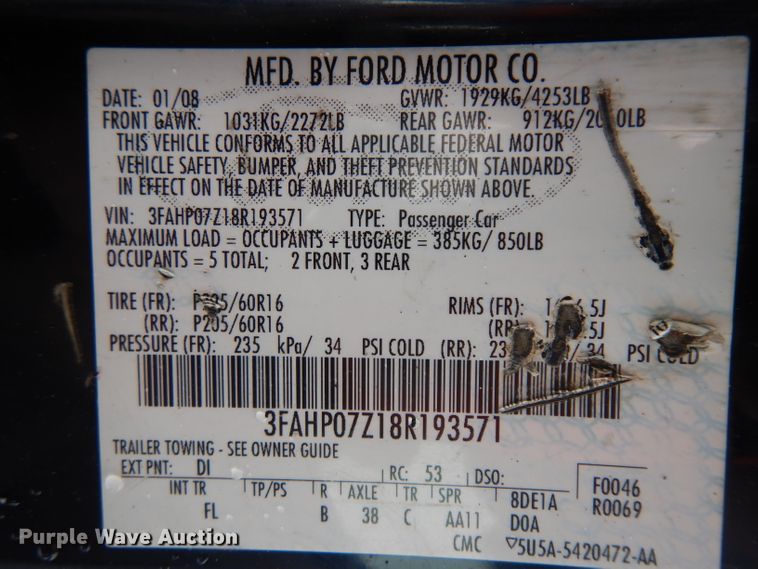 MFD. BY FORD MOTOR CO.
DATE: 01/08 GVWR: 1929KG/4253LB
FRONT GAWR: 1031KG/2272LB REAR GAWR: 912KG/
THIS VEHICLE CONFORMS TO ALL APPLICABLE FEDERAL MOTOR
VEHICLE SAFETY, BUMPER, AND THEFT PREVENTION STANDARDS
IN EFFECT ON THE DATE OF MANUFACTURE SHOWN ABOVE.
VIN: 3FAHP07Z18R193571 TYPE: Passenger Car
MAXIMUM LOAD = OCCUPANTS + LUGGAGE = 385KG/ 850LB
OCCUPANTS = 5 TOTAL; 2 FRONT, 3 REAR
TIRE (FR): RIMS (FR):
(RR): P205/60R16
PRESSURE (FR): 235 kPa/ 34 PSI COLD (RR): 34 PSI COLD
3FAHP07Z18R193571
TRAILER TOWING - SEE OWNER GUIDE
EXT PNT: DI RC: 53 DSO: F0046
INT TR TP/PS R AXLE TR SPR 8DE1A R0069
FL B 38 C AA11 D0A
CMC ▽5U5A-5420472-AA
Purple Wave Auction